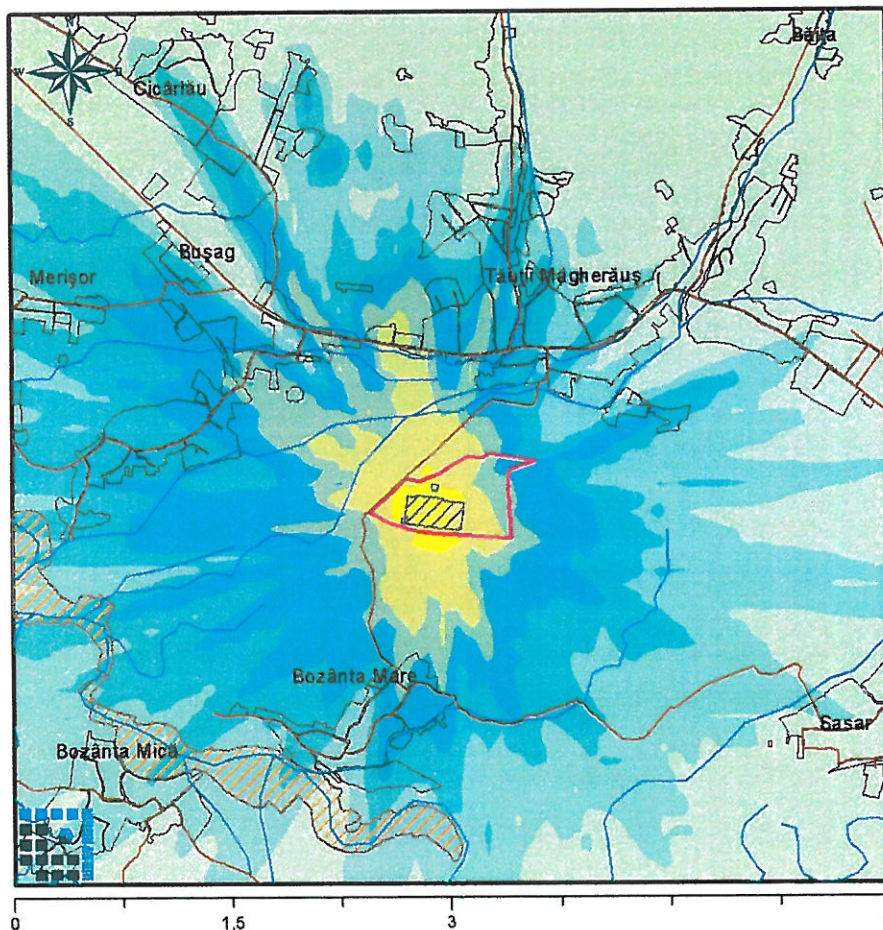 N
Băița
W
Cicârlău
S
Bușag
Merișor
Tăuții Măgherăuș
Bozânta Mare
Bozânta Mică
Sasar
0 1.5 3